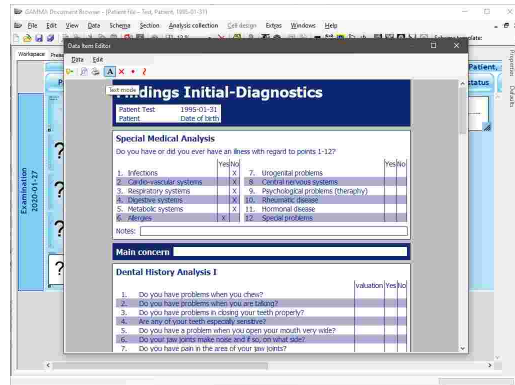 GAMMA Document Browser - [Patient File - Test, Patient, 1995-01-31]
File Edit View Data Schema Section Analysis collection Cell design Extras Windows Help
Workspace
Data Item Editor
Data Edit
Text mode
Findings Initial-Diagnostics
Patient Test 1995-01-31
Patient Date of birth
Special Medical Analysis
Do you have or did you ever have an illness with regard to points 1-12?
Yes No Yes No
1. Infections X 7. Urogenital problems
2. Cardio-vascular systems X 8 Central nervous systems
3. Respiratory systems X 9. Psychological problems (theraphy)
4. Digestive systems X 10. Rheumatic disease
5. Metabolic systems X 11. Hormonal disease
6. Allergies X 12 Special problems
Notes:
Main concern
Dental History Analysis I
valuation Yes No
1. Do you have problems when you chew?
2. Do you have problems when you are talking?
3. Do you have problems in closing your teeth properly?
4. Are any of your teeth especially sensitive?
5. Do you have a problem when you open your mouth very wide?
6. Do your jaw joints make noise and if so, on what side?
7. Do you have pain in the area of your jaw joints?
Examination
2020-01-27
?
?
?
?
Patient,
status
Properties
Defaults